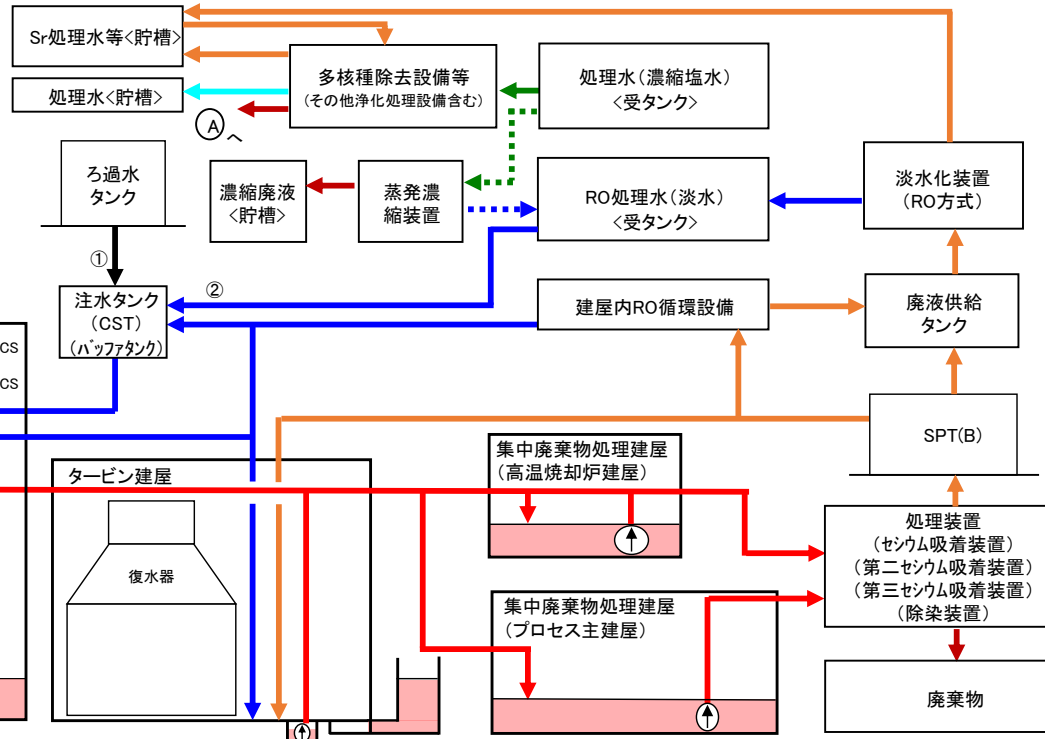 Sr処理水等<貯槽>
処理水<貯槽>
多核種除去設備等
(その他浄化処理設備含む)
処理水(濃縮塩水)
<受タンク>
Aへ
ろ過水
タンク
濃縮廃液
<貯槽>
蒸発濃
縮装置
RO処理水(淡水)
<受タンク>
淡水化装置
(RO方式)
①
②
注水タンク
(CST)
(ﾊﾞｯﾌｧﾀﾝｸ)
建屋内RO循環設備
廃液供給
タンク
CS
CS
SPT(B)
タービン建屋
復水器
集中廃棄物処理建屋
(高温焼却炉建屋)
集中廃棄物処理建屋
(プロセス主建屋)
処理装置
(ｾｼｳﾑ吸着装置)
(第二ｾｼｳﾑ吸着装置)
(第三ｾｼｳﾑ吸着装置)
(除染装置)
廃棄物